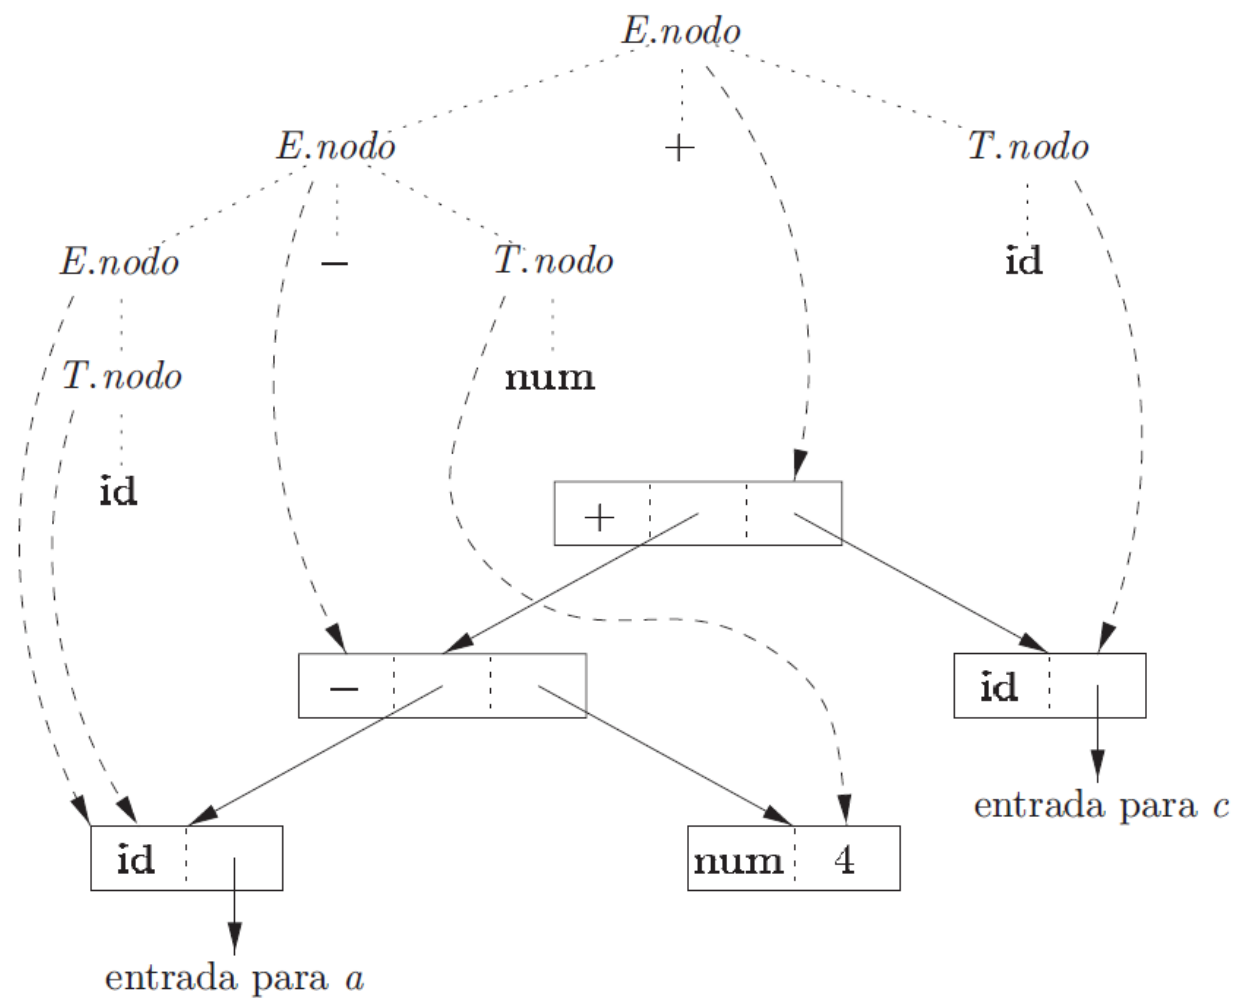 E.nodo
E.nodo + T.nodo
E.nodo − T.nodo id
T.nodo num
id
+
− id
entrada para c
id num 4
entrada para a